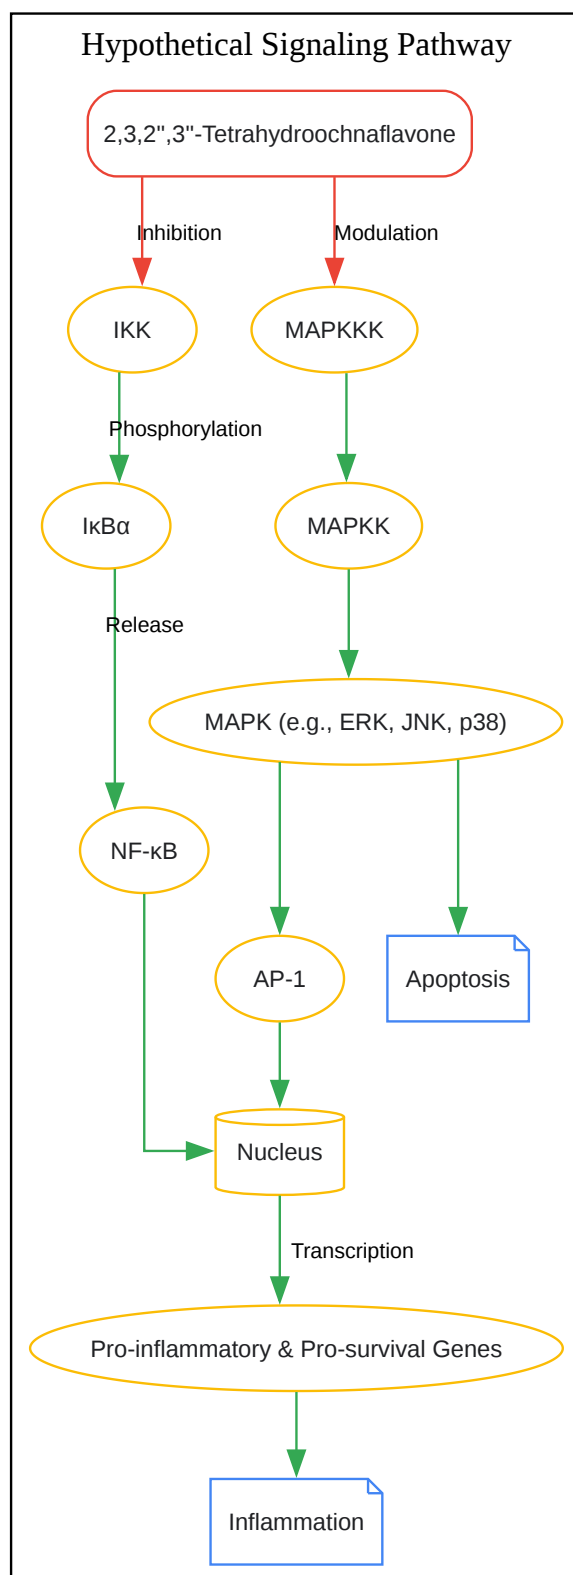 Hypothetical Signaling Pathway
2,3,2",3"-Tetrahydroochnaflavone
Inhibition
Modulation
IKK
MAPKKK
Phosphorylation
IκBα
MAPKK
Release
MAPK (e.g., ERK, JNK, p38)
NF-κB
AP-1
Apoptosis
Nucleus
Transcription
Pro-inflammatory & Pro-survival Genes
Inflammation